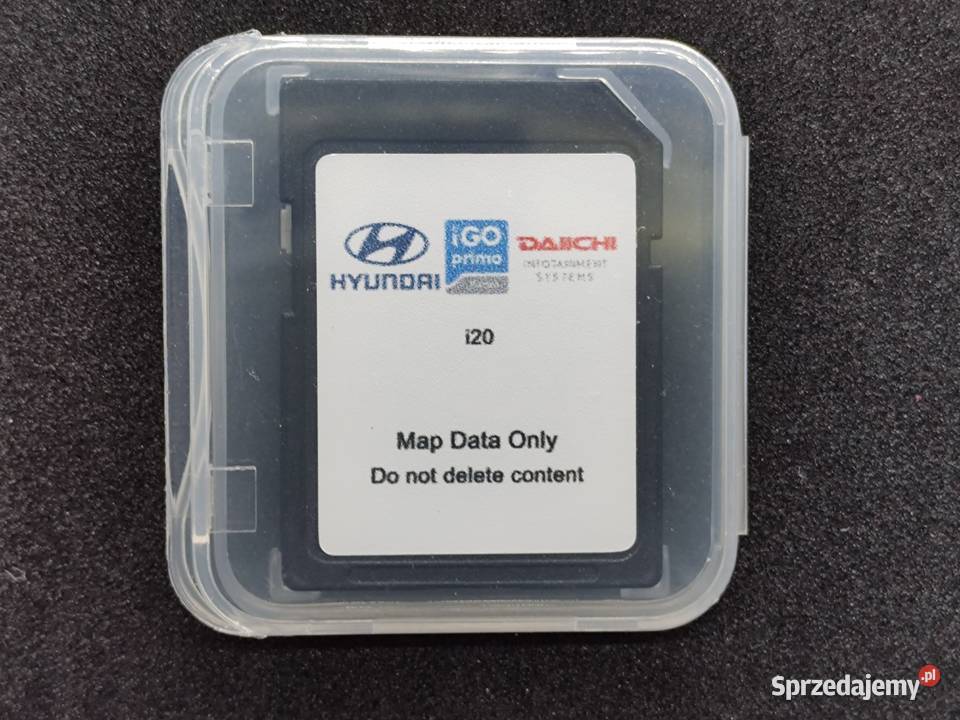 HYUNDAI
iGO
primo
DAIICHI
INFOTAINMENT
SYSTEMS
i20
Map Data Only
Do not delete content
Sprzedajemy.pl